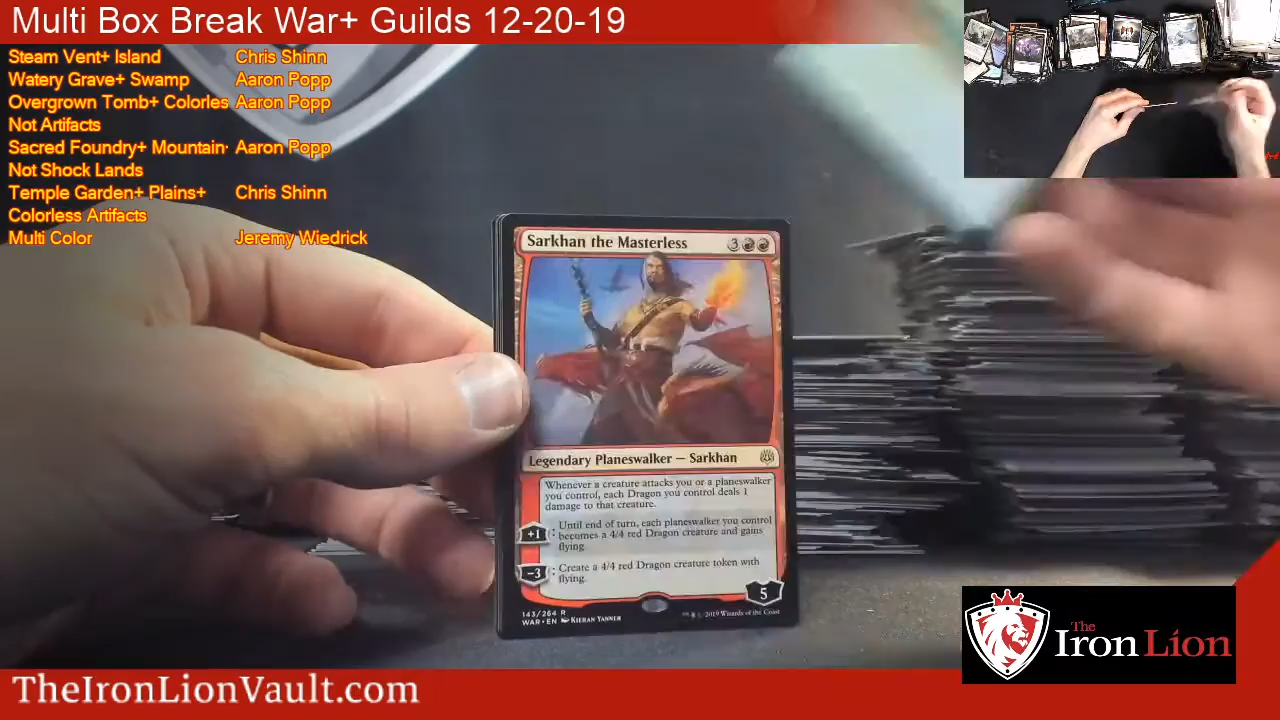 Multi Box Break War+ Guilds 12-20-19
Steam Vent+ Island Chris Shinn
Watery Grave+ Swamp Aaron Popp
Overgrown Tomb+ Colorles Aaron Popp
Not Artifacts
Sacred Foundry+ Mountain Aaron Popp
Not Shock Lands
Temple Garden+ Plains+ Chris Shinn
Colorless Artifacts
Multi Color Jeremy Wiedrick
Sarkhan the Masterless 3
Legendary Planeswalker — Sarkhan
Whenever a creature attacks you or a planeswalker
you control, each Dragon you control deals 1
damage to that creature.
+1 : Until end of turn, each planeswalker you control
becomes a 4/4 red Dragon creature and gains
flying.
-3 : Create a 4/4 red Dragon creature token with
flying.
5
143/264 R
WAR • EN Kieran Yanner
2019 Wizards of the Coast
The
Iron Lion
TheIronLionVault.com